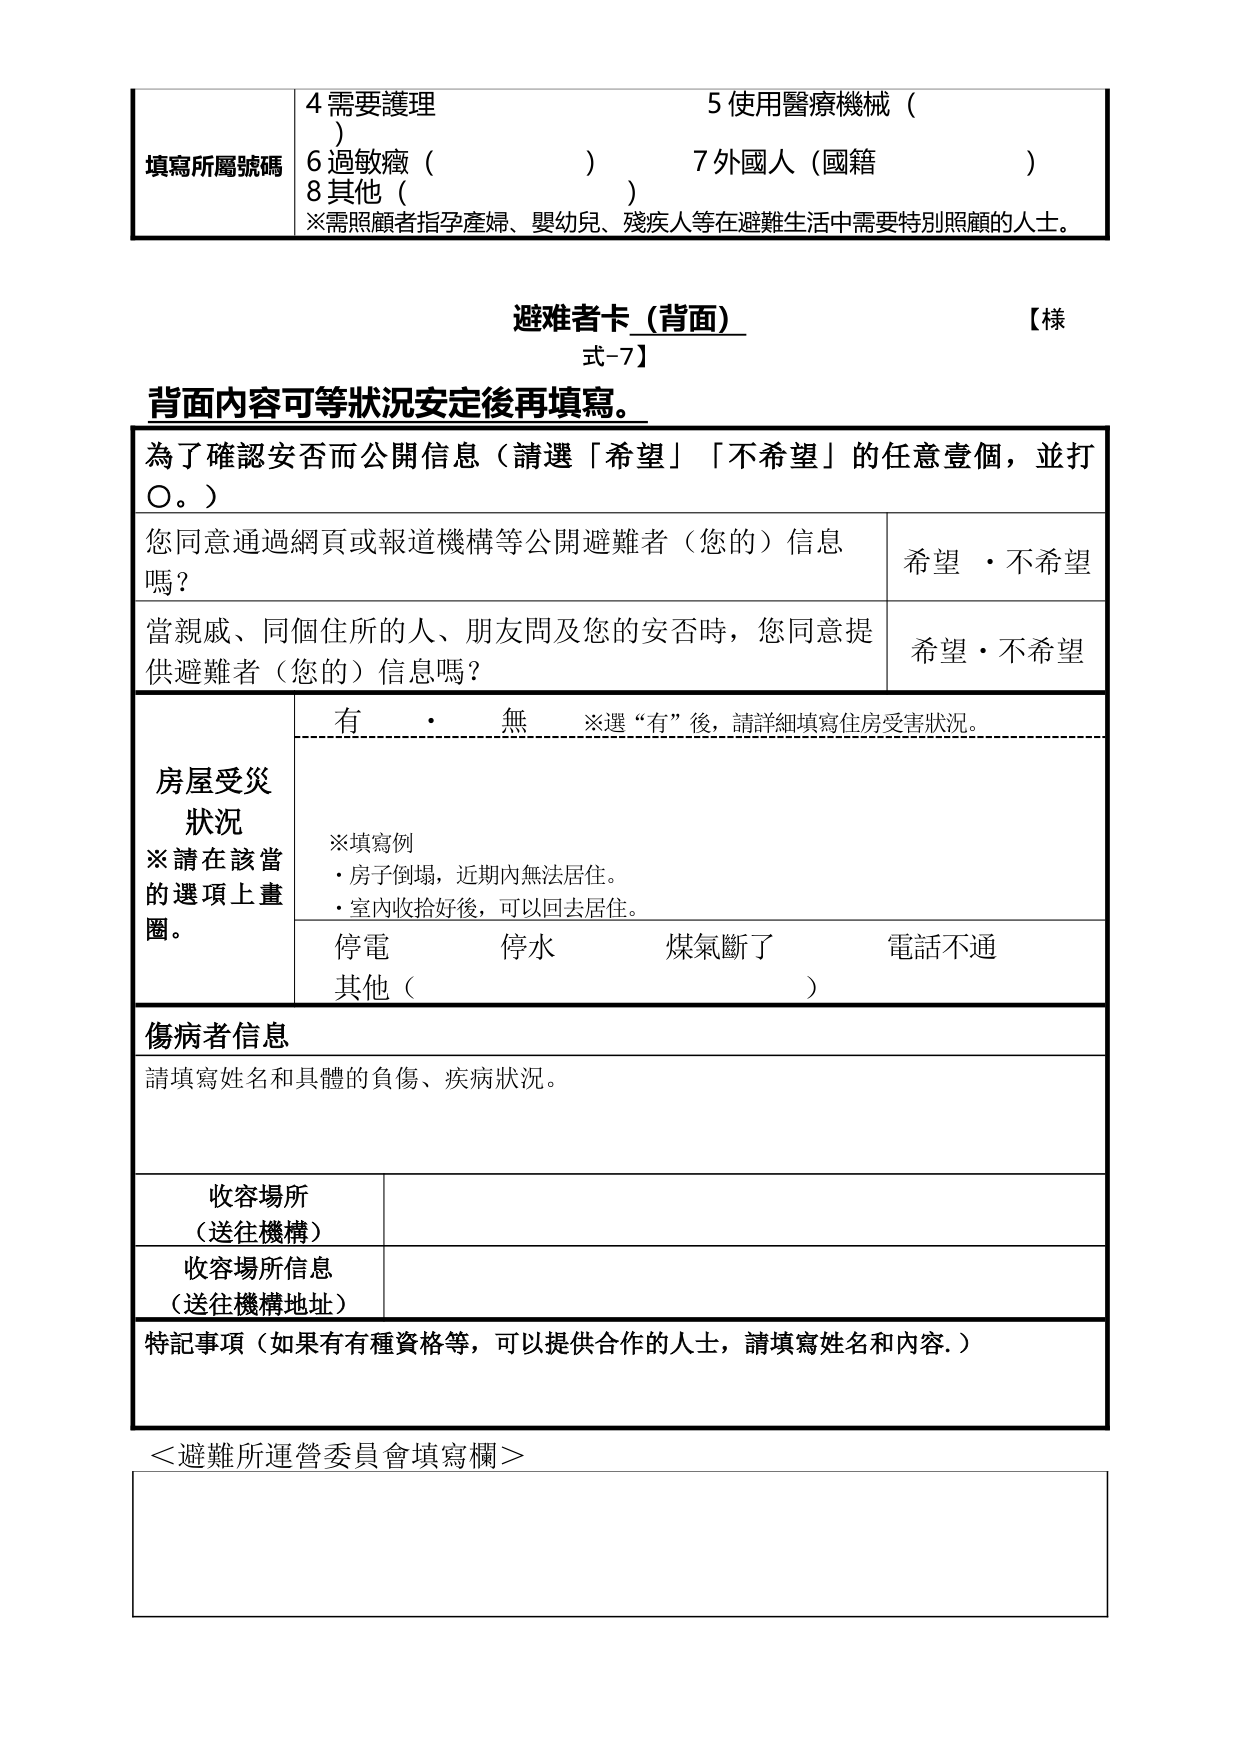 4 需要護理　　　　　　　5 使用醫療機械（
）
填寫所屬號碼
6 過敏癥（　　　　　）　　　7 外國人（國籍　　　　　）
8 其他（　　　　　　　　）
※需照顧者指孕產婦、嬰幼兒、殘疾人等在避難生活中需要特別照顧的人士。
避难者卡（背面）　　　　　　　　　【様
式−7】
背面內容可等狀況安定後再填寫。
為了確認安否而公開信息（請選「希望」「不希望」的任意壹個，並打
〇。）
您同意通過網頁或報道機構等公開避難者（您的）信息
嗎？
希望　・不希望
當親戚、同個住所的人、朋友問及您的安否時，您同意提
供避難者（您的）信息嗎？
希望・不希望
房屋受災
狀況
※請在該當
的選項上畫
圈。
有　　・　　無　　※選“有”後，請詳細填寫住房受害狀況。
※填寫例
・房子倒塌，近期內無法居住。
・室內收拾好後，可以回去居住。
停電　　　　停水　　　　煤氣斷了　　　　電話不通
其他（　　　　　　　　　　　　　　）
傷病者信息
請填寫姓名和具體的負傷、疾病狀況。
收容場所
（送往機構）
收容場所信息
（送往機構地址）
特記事項（如果有有種資格等，可以提供合作的人士，請填寫姓名和內容.）
＜避難所運營委員會填寫欄＞